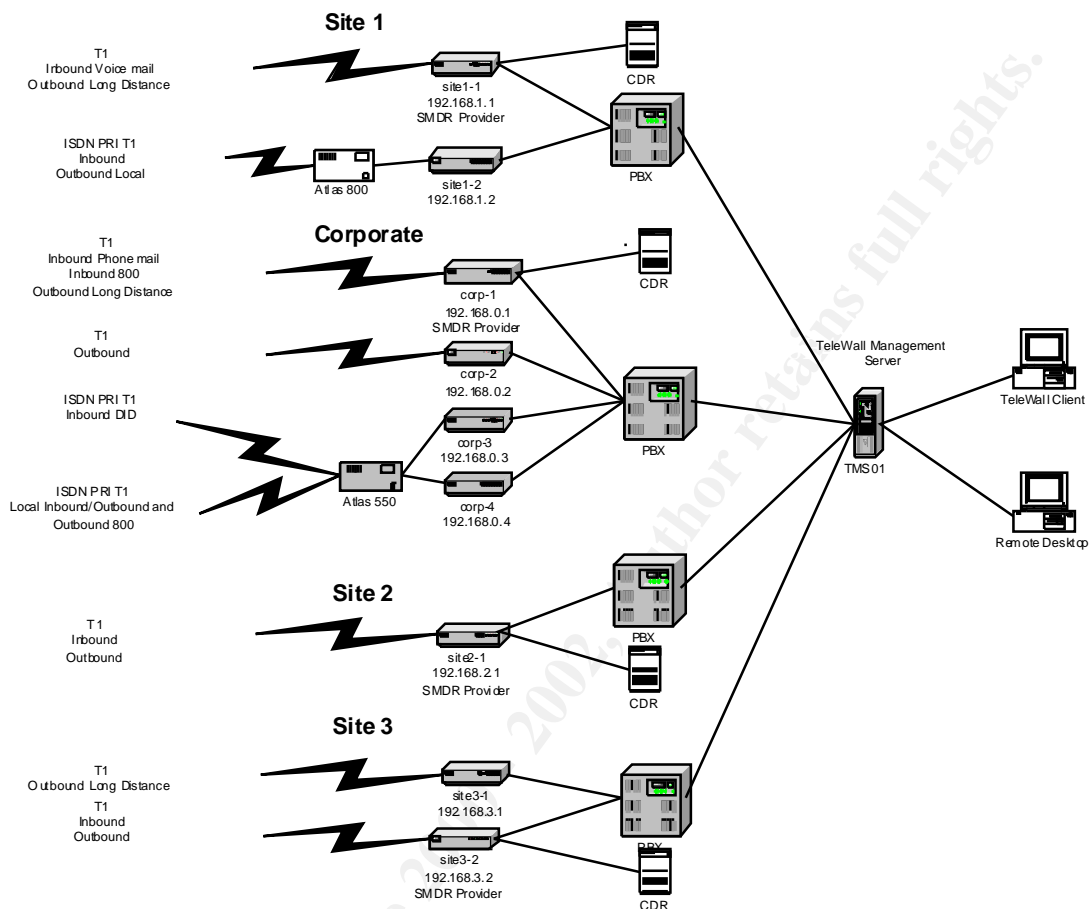 Site 1
T1
Inbound Voice mail
Outbound Long Distance
site1-1
192.168.1.1
SMDR Provider
CDR
ISDN PRI T1
Inbound
Outbound Local
Atlas 800
site1-2
192.168.1.2
PBX
Corporate
T1
Inbound Phone mail
Inbound 800
Outbound Long Distance
corp-1
192.168.0.1
SMDR Provider
CDR
T1
Outbound
corp-2
192.168.0.2
ISDN PRI T1
Inbound DID
corp-3
192.168.0.3
PBX
ISDN PRI T1
Local Inbound/Outbound and
Outbound 800
Atlas 550
corp-4
192.168.0.4
TeleWall Management
Server
TMS01
TeleWall Client
Remote Desktop
Site 2
T1
Inbound
Outbound
site2-1
192.168.2.1
SMDR Provider
PBX
CDR
Site 3
T1
Outbound Long Distance
site3-1
192.168.3.1
T1
Inbound
Outbound
site3-2
192.168.3.2
SMDR Provider
PBX
CDR
2002,
author retains full rights.